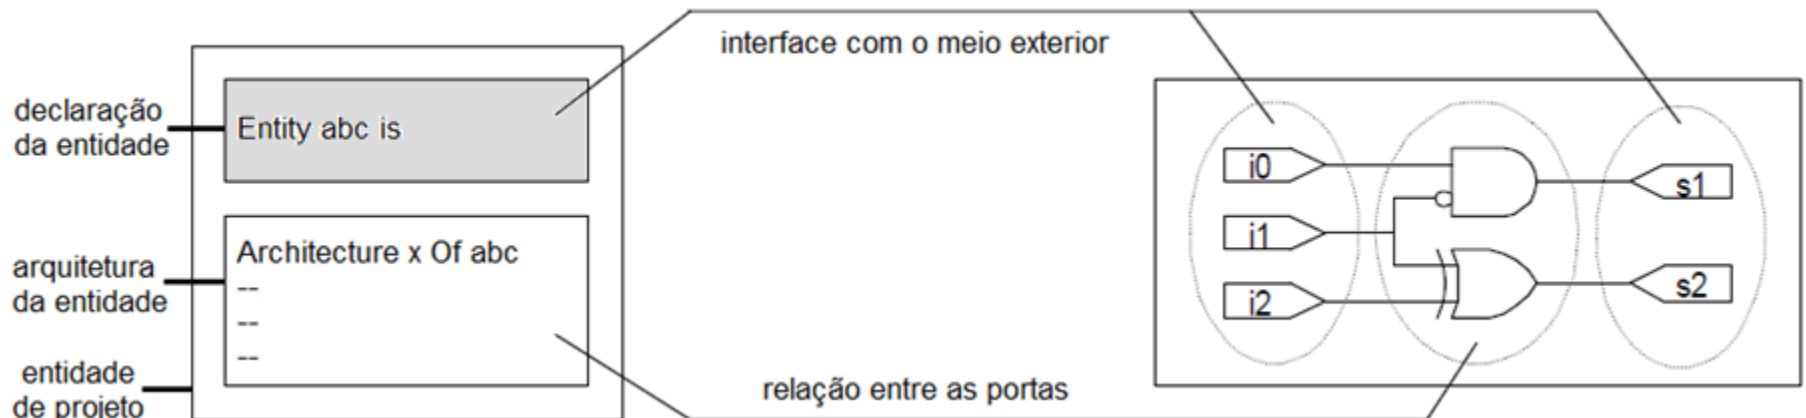 interface com o meio exterior
declaração
da entidade
Entity abc is
arquitetura
da entidade
Architecture x Of abc
--
--
--
entidade
de projeto
relação entre as portas
i0
i1
i2
s1
s2